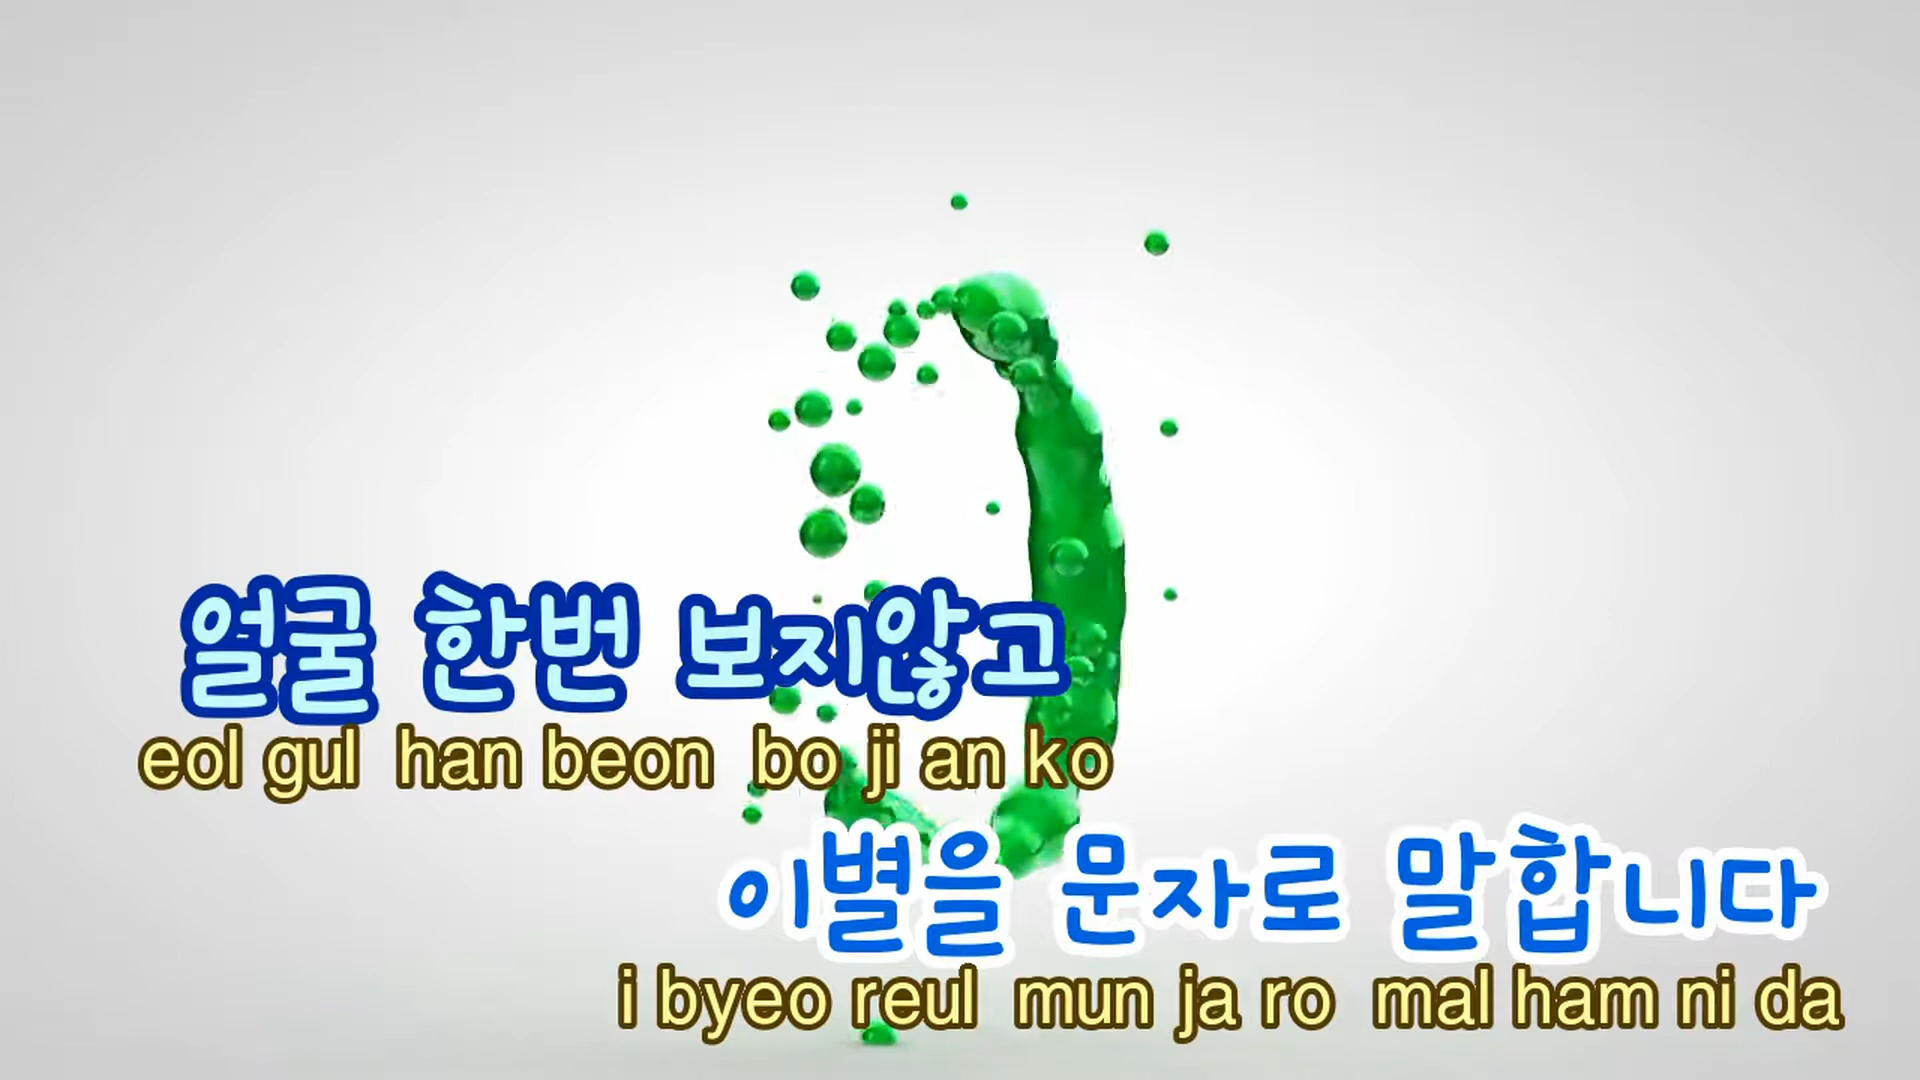 얼굴 한번 보지않고
eol gul han beon bo ji an ko
이별을 문자로 말합니다
i byeo reul mun ja ro mal ham ni da